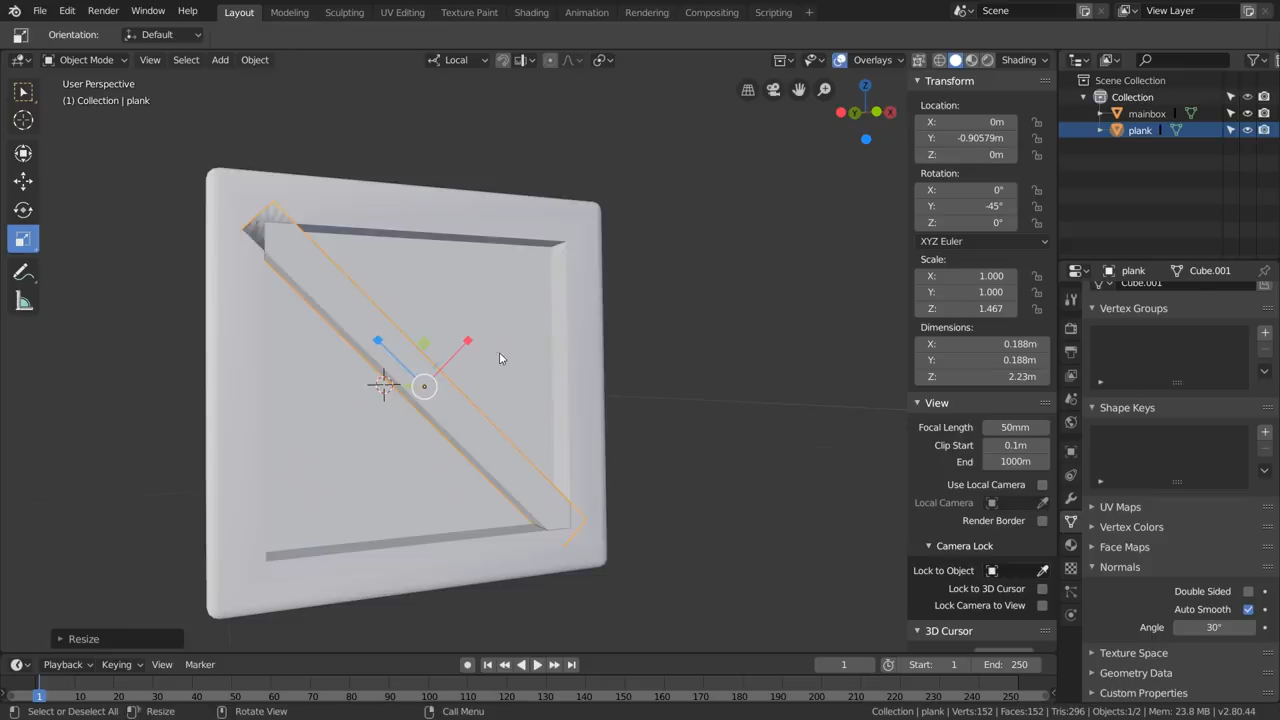 File Edit Render Window Help Layout Modeling Sculpting UV Editing Texture Paint Shading Animation Rendering Compositing Scripting + Scene View Layer
Orientation: Default
Object Mode View Select Add Object Local Overlays Shading
User Perspective
(1) Collection | plank
Z
Y
X
Transform
Location:
X: 0m
Y: -0.90579m
Z: 0m
Rotation:
X: 0°
Y: -45°
Z: 0°
XYZ Euler
Scale:
X: 1.000
Y: 1.000
Z: 1.467
Dimensions:
X: 0.188m
Y: 0.188m
Z: 2.23m
View
Focal Length 50mm
Clip Start 0.1m
End 1000m
Use Local Camera
Local Camera
Render Border
Camera Lock
Lock to Object
Lock to 3D Cursor
Lock Camera to View
3D Cursor
Scene Collection
Collection
mainbox
plank
plank Cube.001
Cube.001
Vertex Groups
Shape Keys
UV Maps
Vertex Colors
Face Maps
Normals
Double Sided
Auto Smooth
Angle 30°
Texture Space
Geometry Data
Custom Properties
Resize
Playback Keying View Marker 1 Start: 1 End: 250
1 10 20 30 40 50 60 70 80 90 100 110 120 130 140 150 160 170 180 190 200 210 220 230 240 250
Select or Deselect All Resize Rotate View Call Menu Collection | plank | Verts:152 | Faces:152 | Tris:296 | Objects:1/2 | Mem: 23.8 MB | v2.80.44